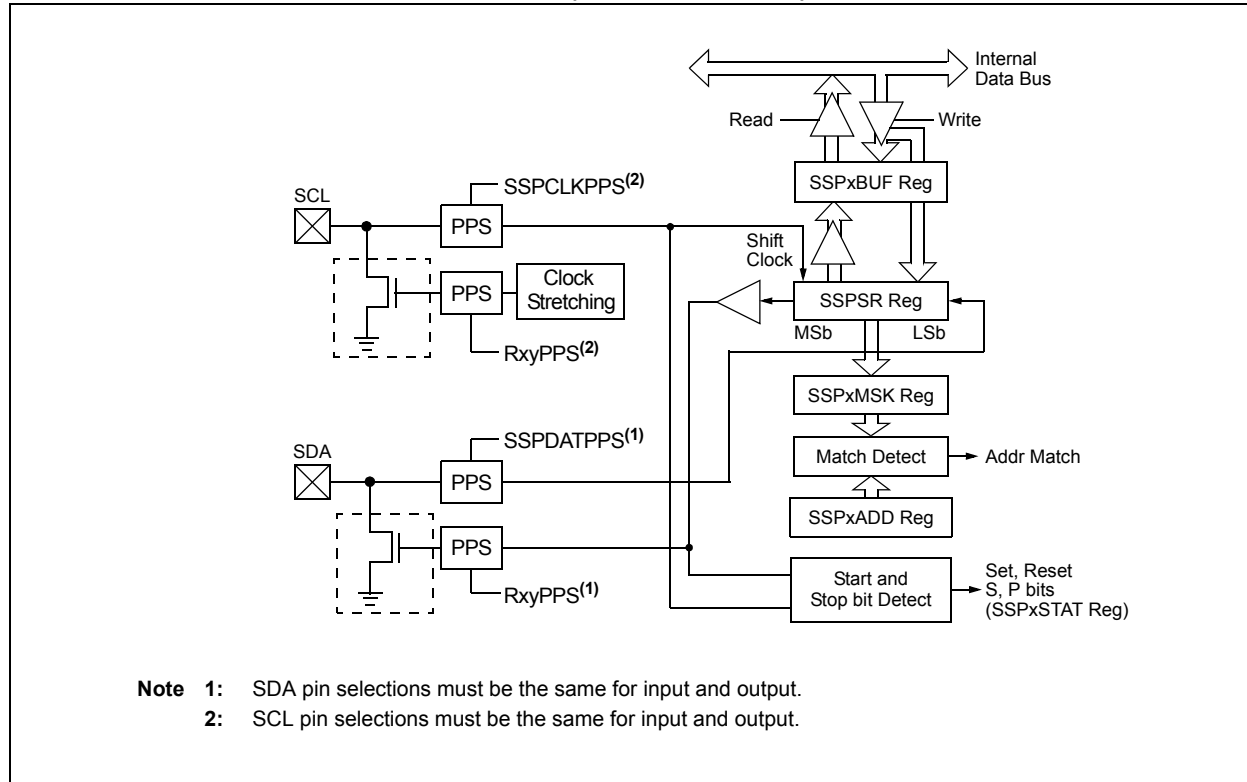 Internal
Data Bus
Read
Write
SSPxBUF Reg
SSPCLKPPS(2)
SCL
PPS
Shift
Clock
Clock
Stretching
PPS
SSPSR Reg
MSb
LSb
RxyPPS(2)
SSPxMSK Reg
SSPDATPPS(1)
SDA
PPS
Match Detect
Addr Match
SSPxADD Reg
PPS
Start and
Stop bit Detect
Set, Reset
S, P bits
(SSPxSTAT Reg)
RxyPPS(1)
Note 1: SDA pin selections must be the same for input and output.
2: SCL pin selections must be the same for input and output.